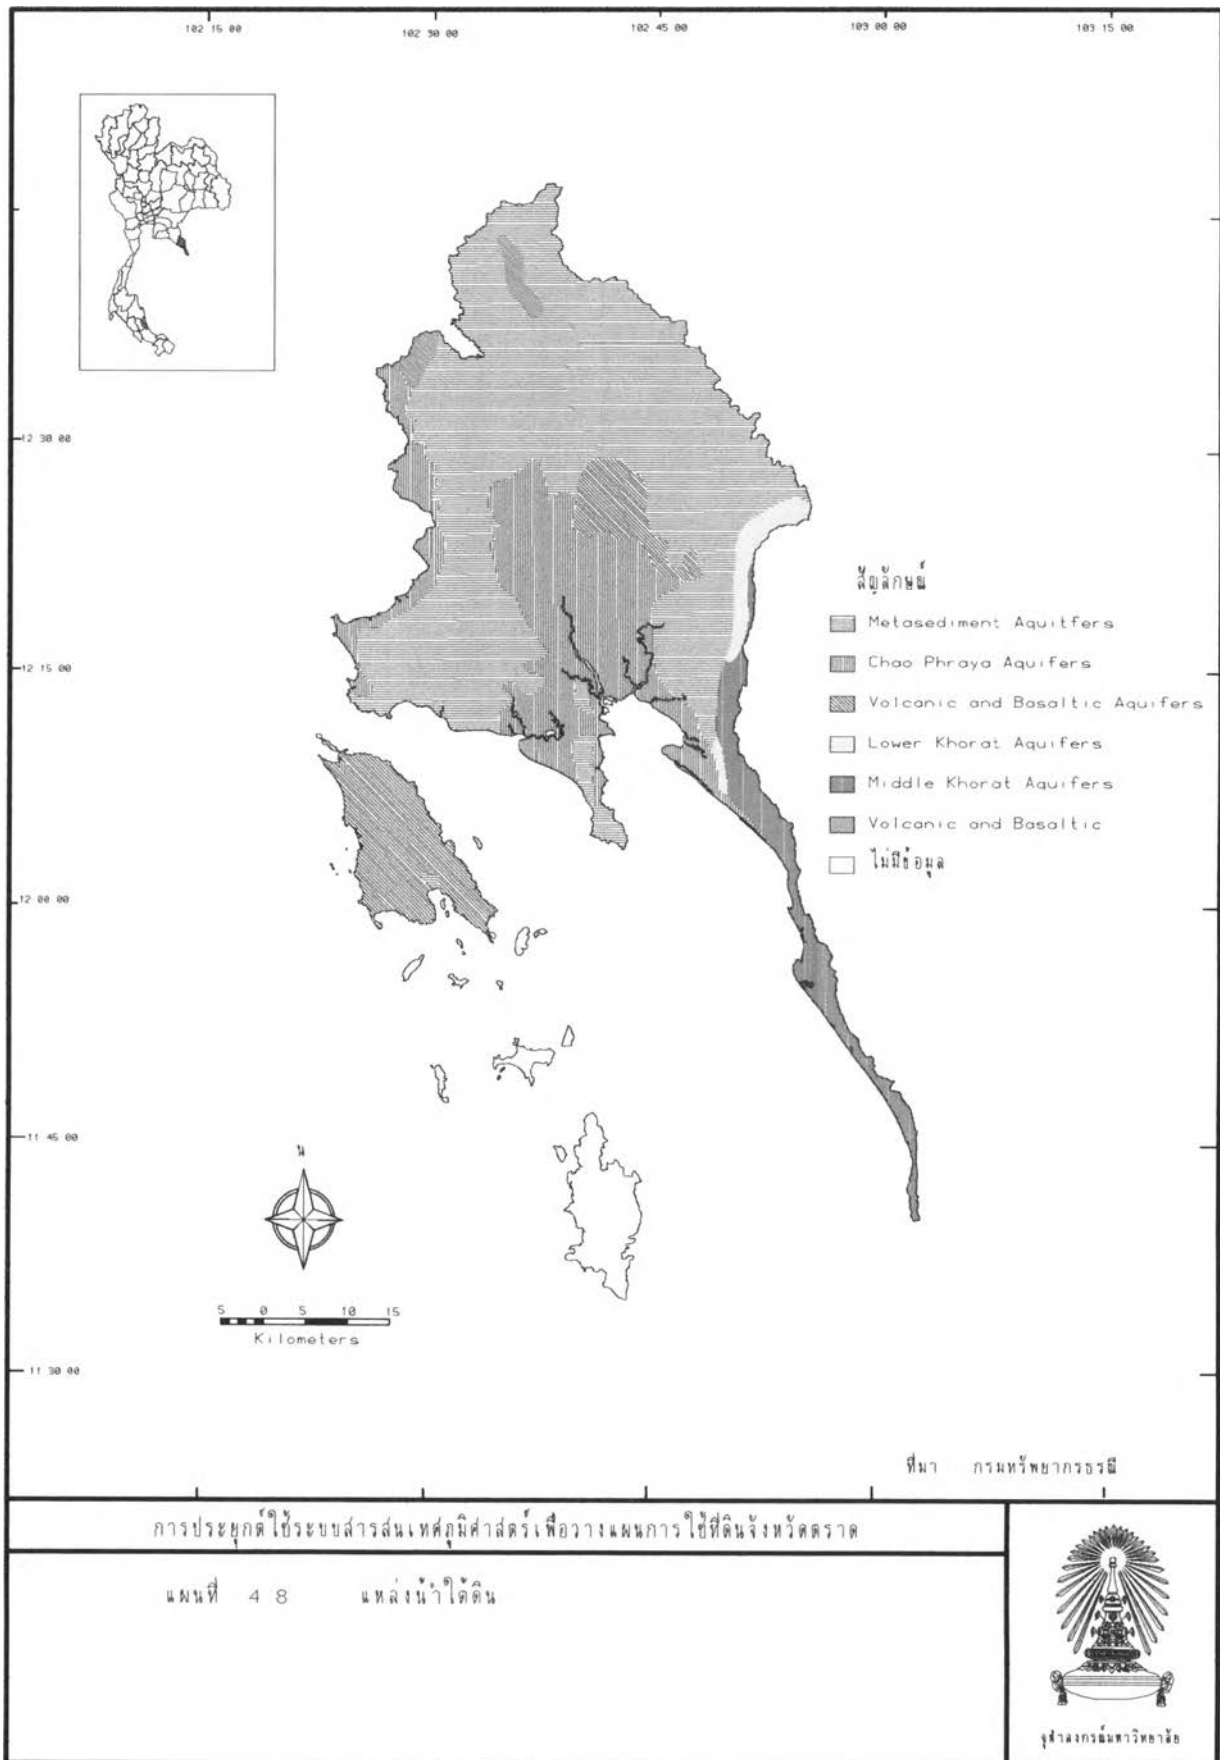 102 15 00
102 30 00
102 45 00
103 00 00
103 15 00
12 30 00
12 15 00
12 00 00
11 45 00
11 30 00
สัญลักษณ์
Metasediment Aquitfers
Chao Phraya Aquifers
Volcanic and Basaltic Aquifers
Lower Khorat Aquifers
Middle Khorat Aquifers
Volcanic and Basaltic
ไม่มีข้อมูล
น
5 0 5 10 15
Kilometers
ที่มา กรมทรัพยากรธรณี
การประยุกต์ใช้ระบบสารสนเทศภูมิศาสตร์เพื่อวางแผนการใช้ที่ดินจังหวัดตราด
แผนที่ 4 8 แหล่งน้ำใต้ดิน
จุฬาลงกรณ์มหาวิทยาลัย